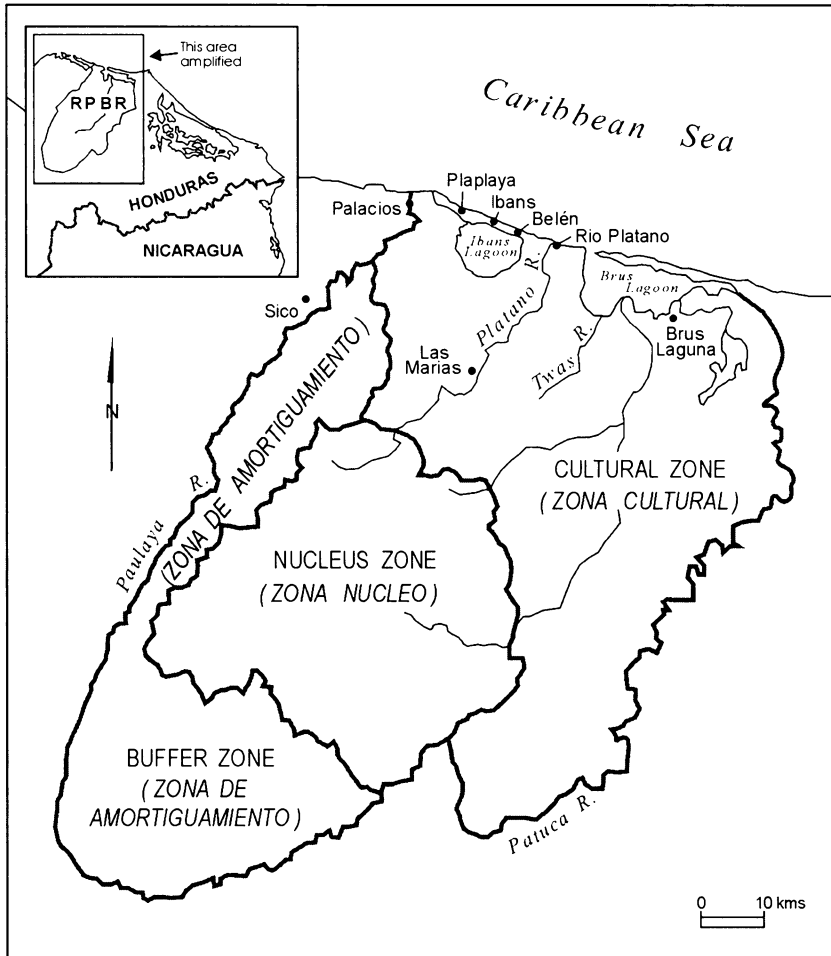 This area
amplified
RPBR
HONDURAS
NICARAGUA
Caribbean Sea
Palacios
Plaplaya
Ibans
Belén
Rio Platano
Ibans
Lagoon
Brus
Lagoon
Brus
Laguna
Sico
Las
Marias
Platano R.
Twas R.
N
Paulaya R.
(ZONA DE AMORTIGUAMIENTO)
CULTURAL ZONE
(ZONA CULTURAL)
NUCLEUS ZONE
(ZONA NUCLEO)
BUFFER ZONE
(ZONA DE
AMORTIGUAMIENTO)
Patuca R.
0 10 kms